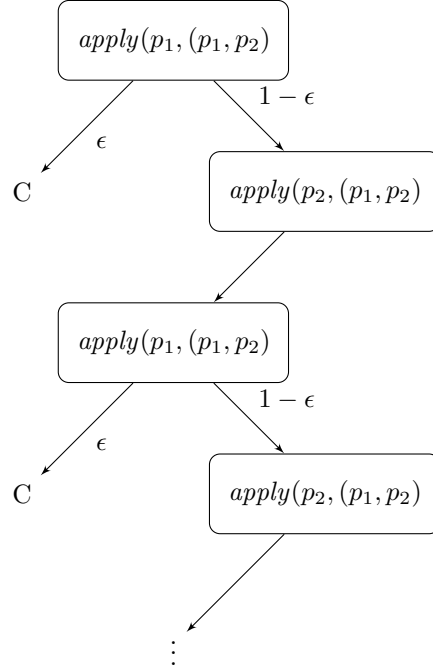 apply(p₁, (p₁, p₂)
1 − ϵ
ϵ
C
apply(p₂, (p₁, p₂)
apply(p₁, (p₁, p₂)
1 − ϵ
ϵ
C
apply(p₂, (p₁, p₂)
⋮